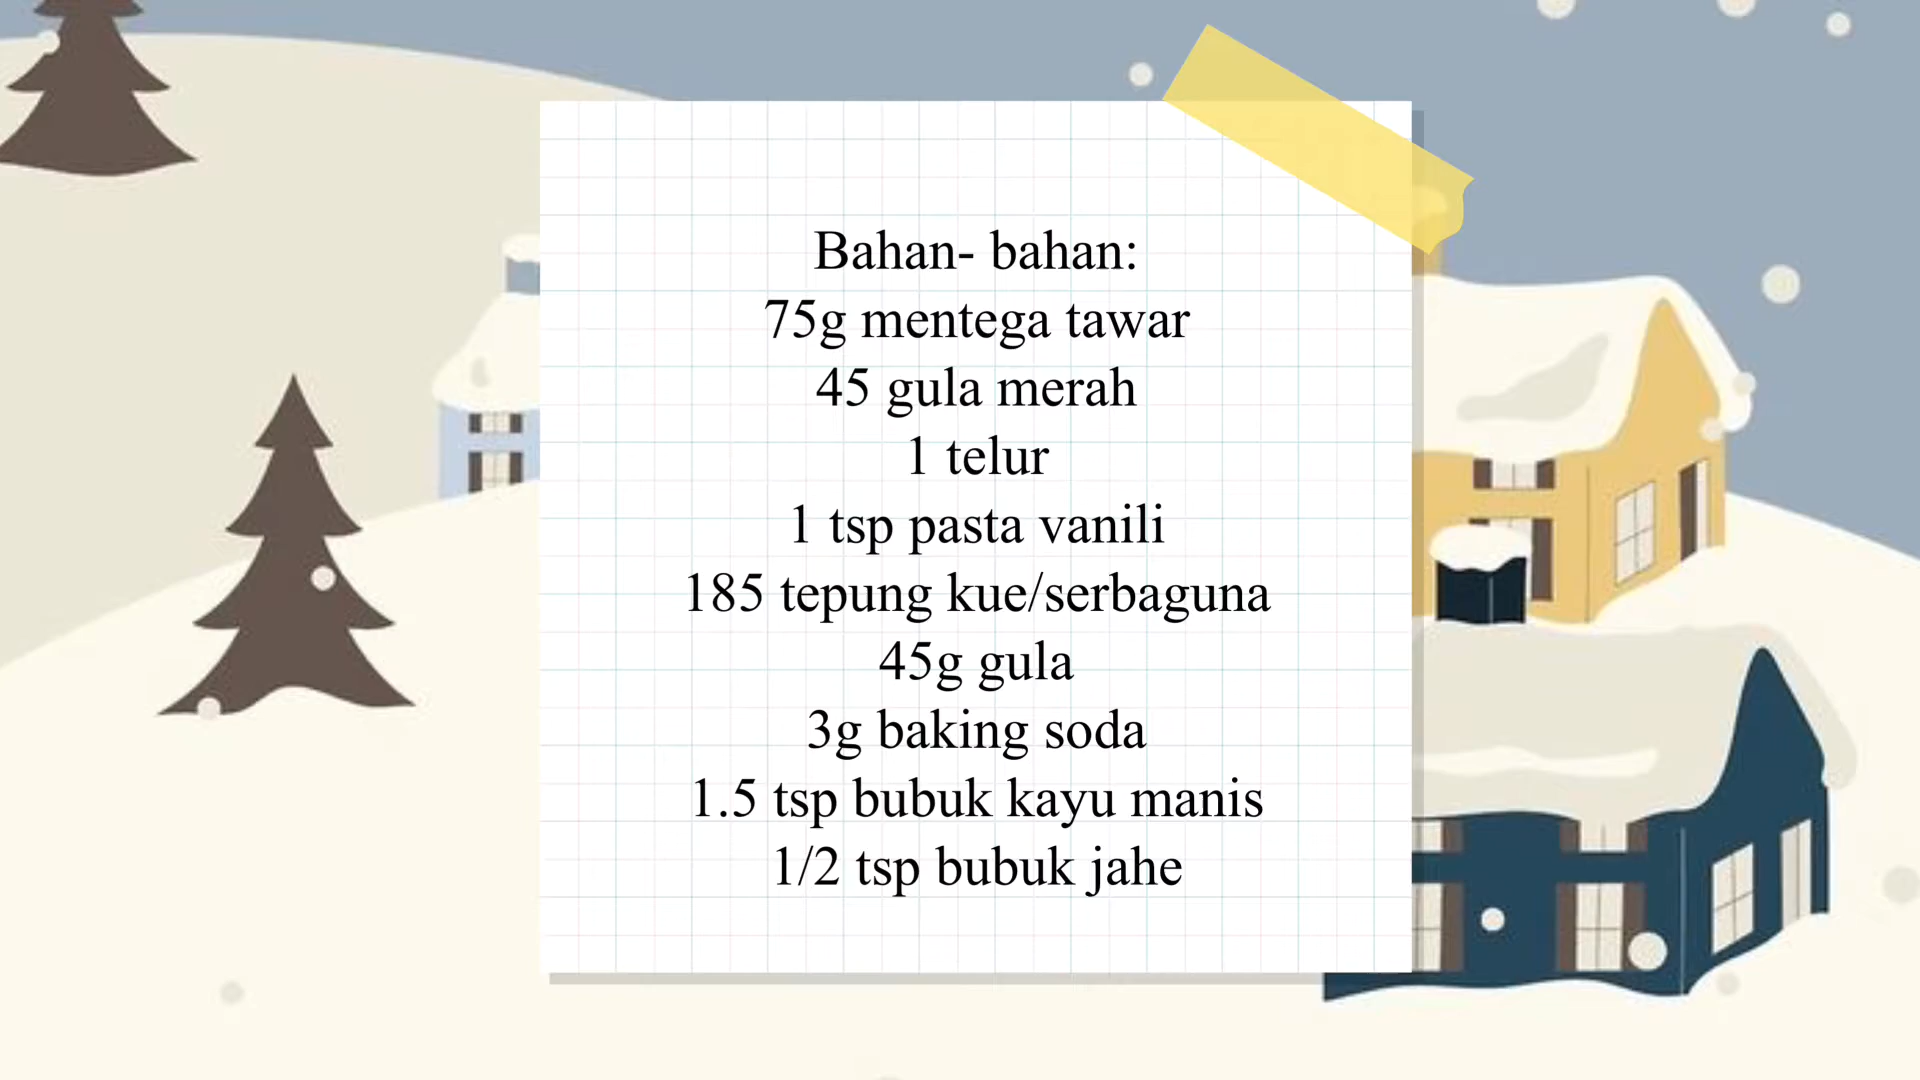 Bahan- bahan:
75g mentega tawar
45 gula merah
1 telur
1 tsp pasta vanili
185 tepung kue/serbaguna
45g gula
3g baking soda
1.5 tsp bubuk kayu manis
1/2 tsp bubuk jahe